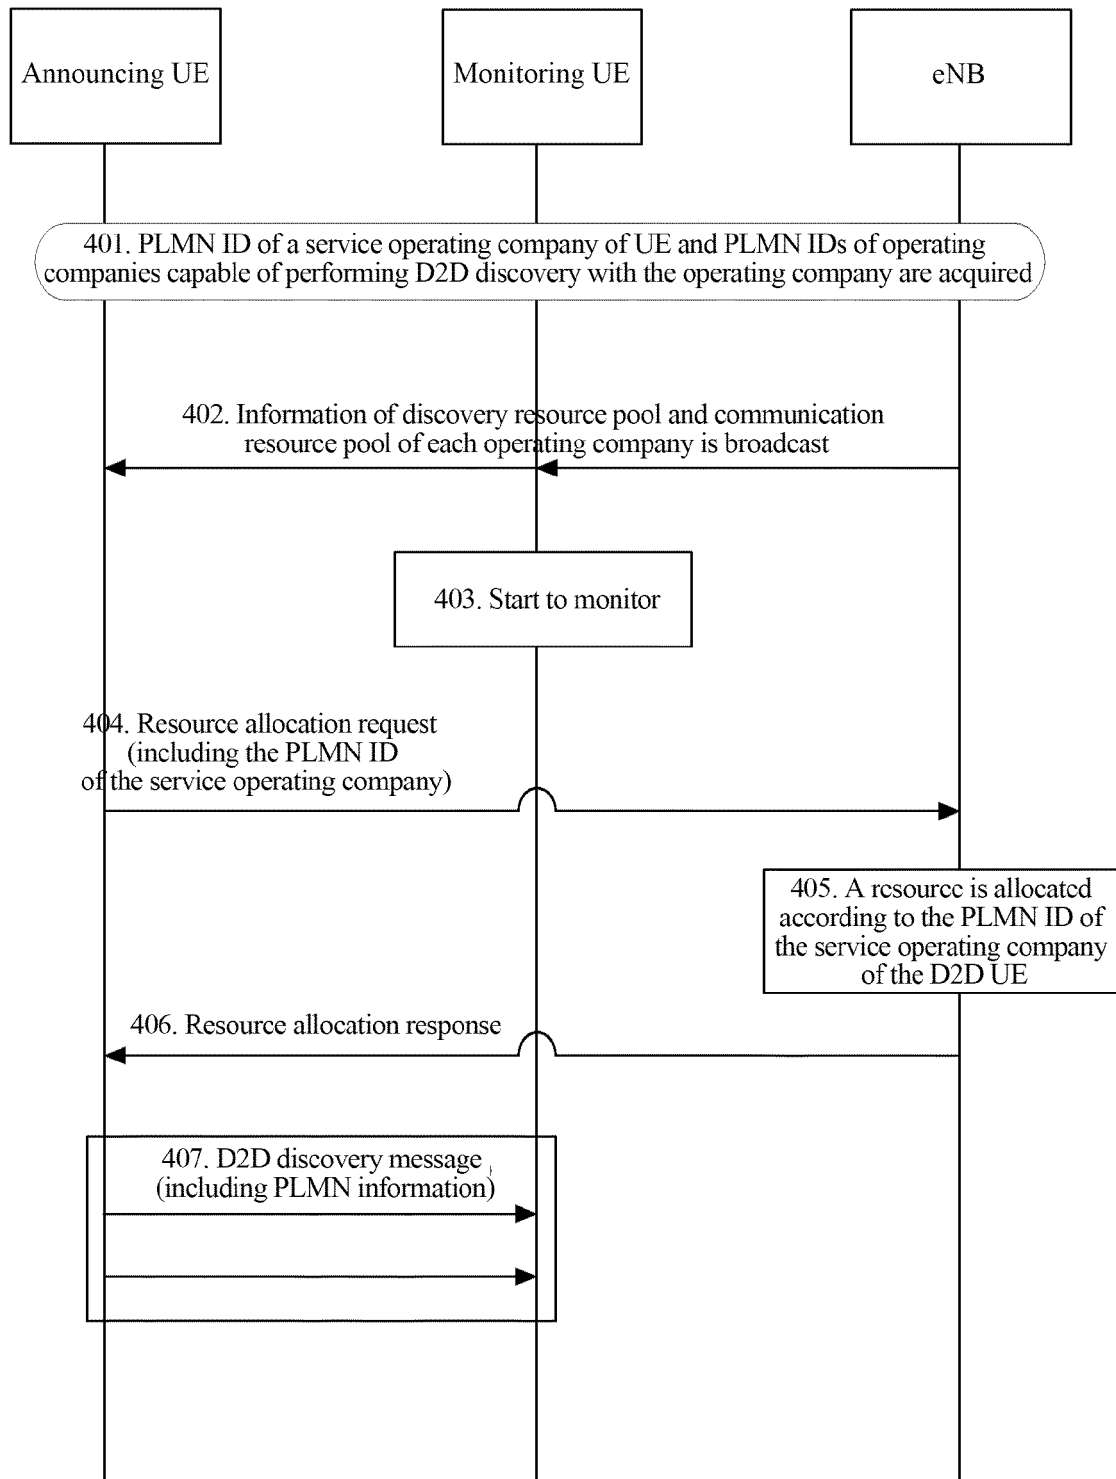 Announcing UE
Monitoring UE
eNB
401. PLMN ID of a service operating company of UE and PLMN IDs of operating
companies capable of performing D2D discovery with the operating company are acquired
402. Information of discovery resource pool and communication
resource pool of each operating company is broadcast
403. Start to monitor
404. Resource allocation request
(including the PLMN ID
of the service operating company)
405. A resource is allocated
according to the PLMN ID of
the service operating company
of the D2D UE
406. Resource allocation response
407. D2D discovery message
(including PLMN information)